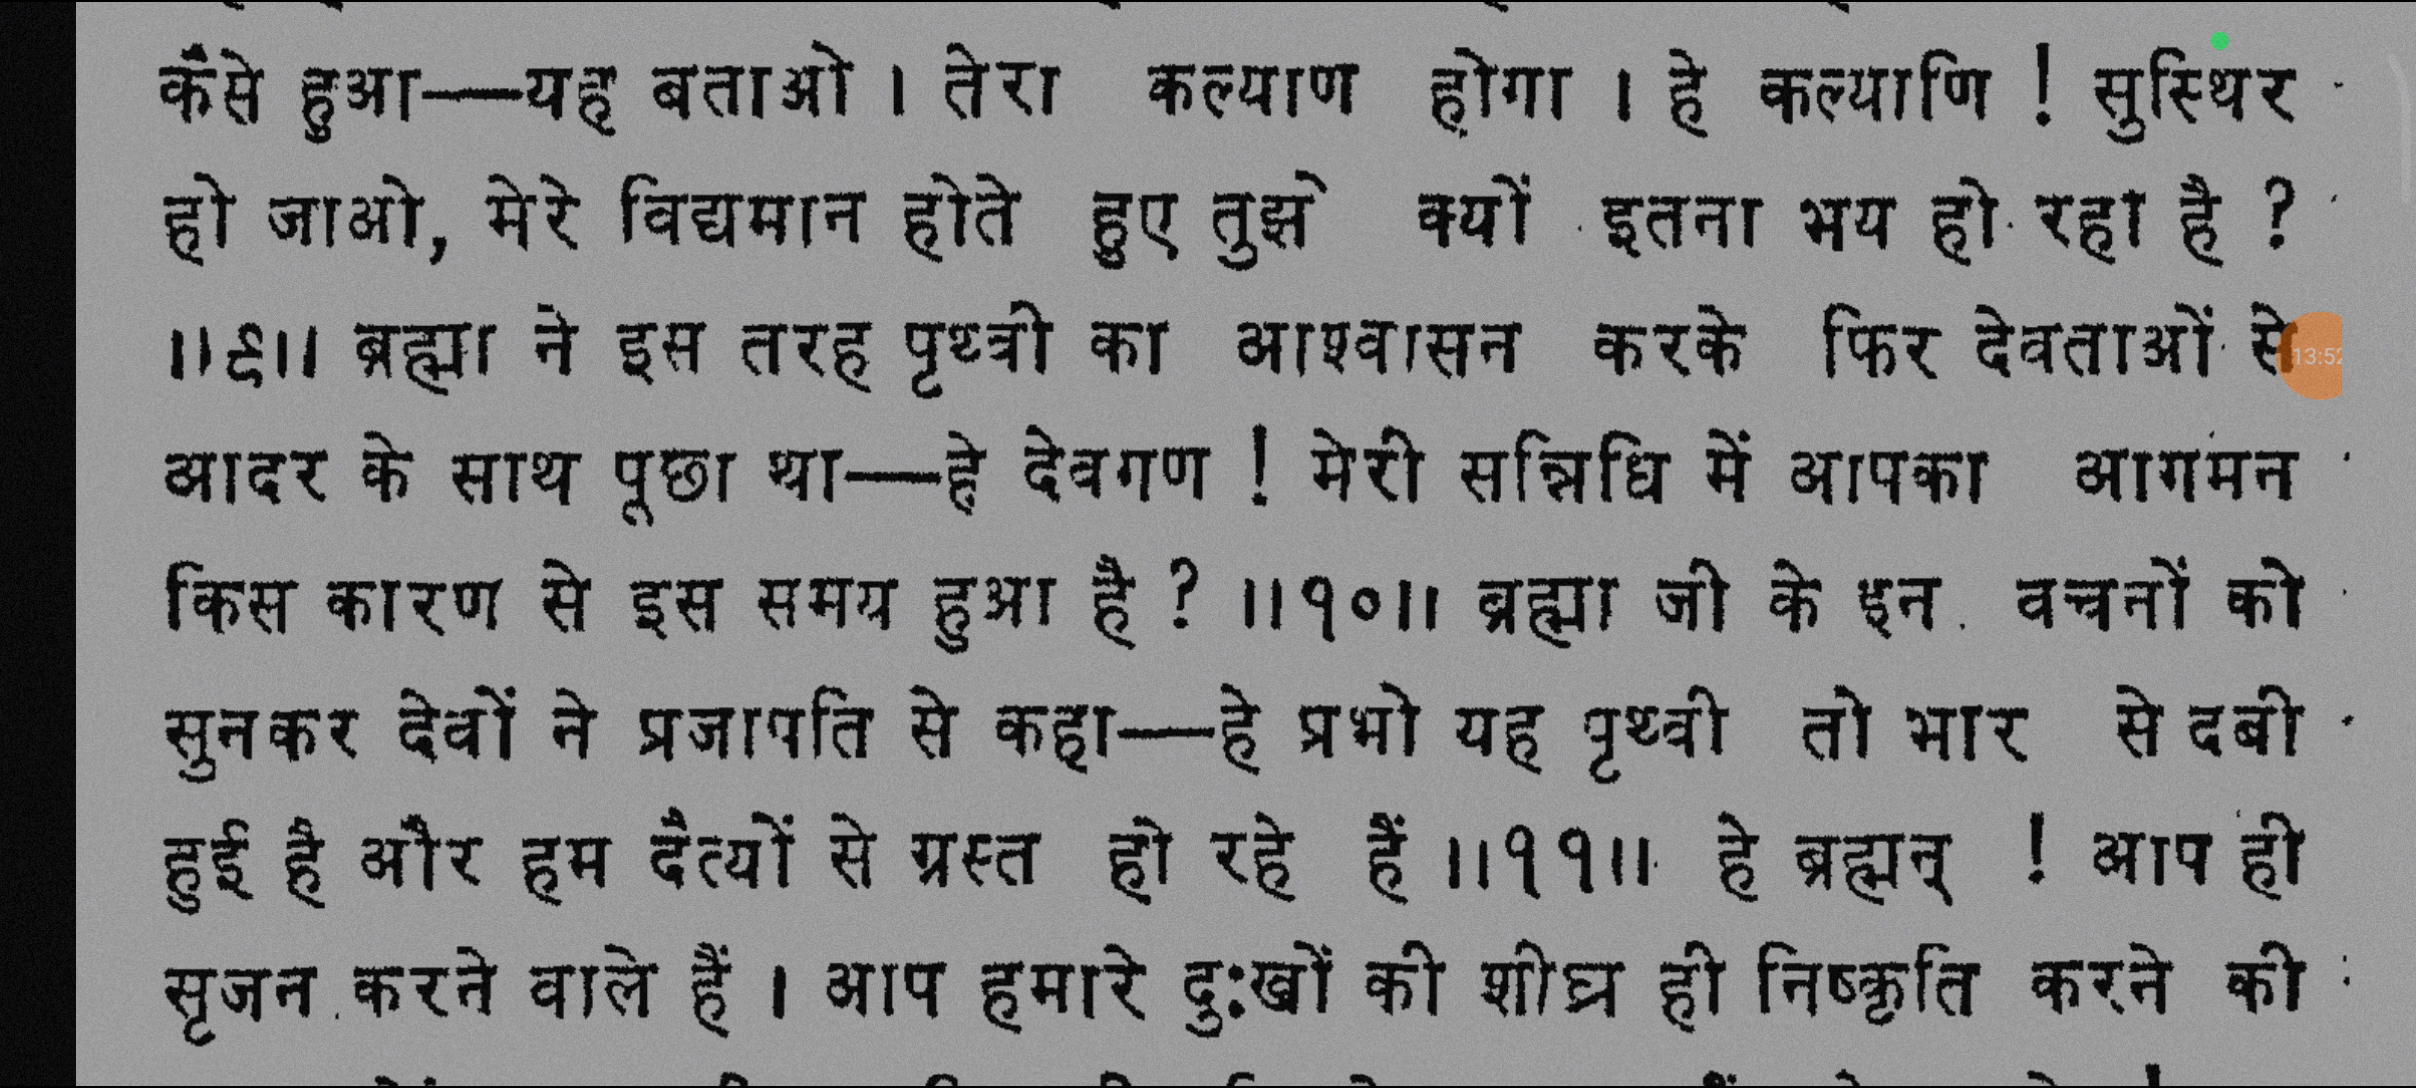 कैसे हुआ—यह बताओ । तेरा कल्याण होगा । हे कल्याणि ! सुस्थिर
हो जाओ, मेरे विद्यमान होते हुए तुझे क्यों इतना भय हो रहा है ?
॥९॥ ब्रह्मा ने इस तरह पृथ्वी का आश्वासन करके फिर देवताओं से
13:52
आदर के साथ पूछा था—हे देवगण ! मेरी सन्निधि में आपका आगमन
किस कारण से इस समय हुआ है ? ॥१०॥ ब्रह्मा जी के इन वचनों को
सुनकर देवों ने प्रजापति से कहा—हे प्रभो यह पृथ्वी तो भार से दबी
हुई है और हम दैत्यों से ग्रस्त हो रहे हैं ॥११॥ हे ब्रह्मन् ! आप ही
सृजन करने वाले हैं । आप हमारे दुःखों की शीघ्र ही निष्कृति करने की